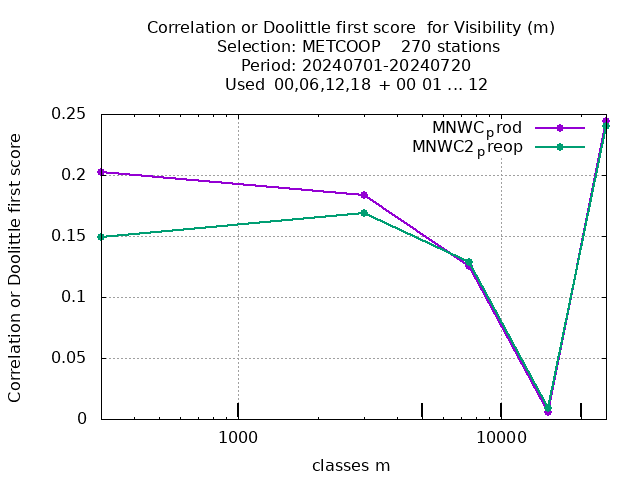 Correlation or Doolittle first score  for Visibility (m)
Selection: METCOOP    270 stations
Period: 20240701-20240720
Used  00,06,12,18 + 00 01 ... 12
0.25
MNWCprod
MNWC2preop
0.2
0.15
0.1
0.05
0
1000
10000
classes m
Correlation or Doolittle first score